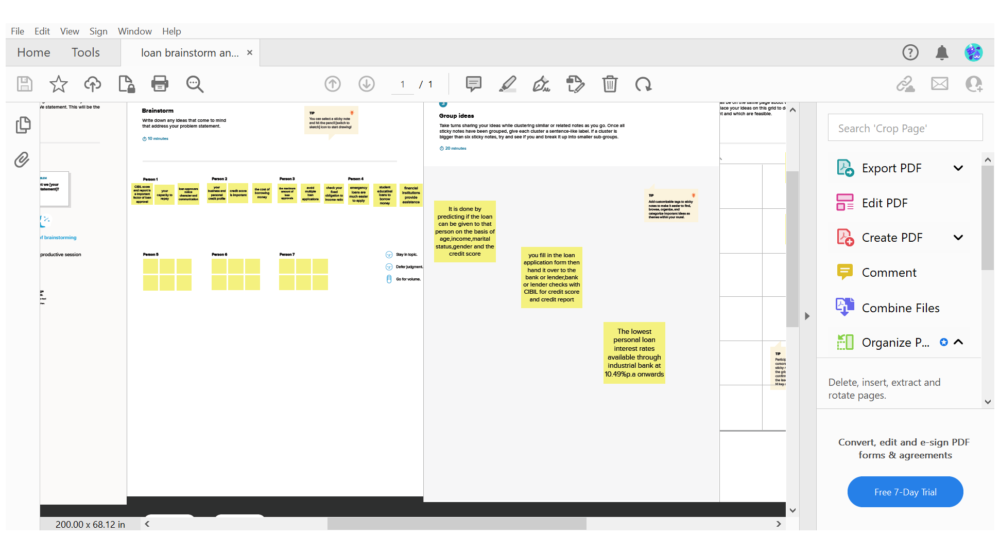 File Edit View Sign Window Help
Home Tools loan brainstorm an... ×
1 / 1
We statement. This will be the
BLEM
nt we [your
statement]?
of brainstorming
productive session
Brainstorm
Write down any ideas that come to mind
that address your problem statement.
10 minutes
TIP
You can select a sticky note
and hit the pencil [switch to
sketch] icon to start drawing!
Person 1
CIBIL score
and report is
a important
factor of loan
approval
your
capacity to
repay
loan approvers
notice
character and
communication
Person 2
your
business and
personal
credit profile
credit score
is important
the cost of
borrowing
money
Person 3
the maximum
amount of
loan
approvals
avoid
multiple
loan
applications
check your
fixed
obligation to
income ratio
Person 4
emergency
loans are
much easier
to apply
student
educatinal
loans to
borrow
money
financial
institutions
provide
assistance
Person 5
Person 6
Person 7
Stay in topic.
Defer judgment.
Go for volume.
3
Group ideas
Take turns sharing your ideas while clustering similar or related notes as you go. Once all
sticky notes have been grouped, give each cluster a sentence-like label. If a cluster is
bigger than six sticky notes, try and see if you and break it up into smaller sub-groups.
20 minutes
It is done by
predicting if the loan
can be given to that
person on the basis of
age,income,marital
status,gender and the
credit score
you fill in the loan
application form then
hand it over to the
bank or lender,bank
or lender checks with
CIBIL for credit score
and credit report
The lowest
personal loan
interest rates
available through
industrial bank at
10.49%p.a onwards
TIP
Add customizable tags to sticky
notes to make it easier to find,
browse, organize, and
categorize important ideas as
themes within your mural.
all be on the same page about
lace your ideas on this grid to d
nt and which are feasible.
TIP
Particip
cursors
sticky n
the grid
confirm
the lase
H key
Search 'Crop Page'
Export PDF
Edit PDF
Create PDF
Comment
Combine Files
Organize P...
Delete, insert, extract and
rotate pages.
Convert, edit and e-sign PDF
forms & agreements
Free 7-Day Trial
200.00 x 68.12 in